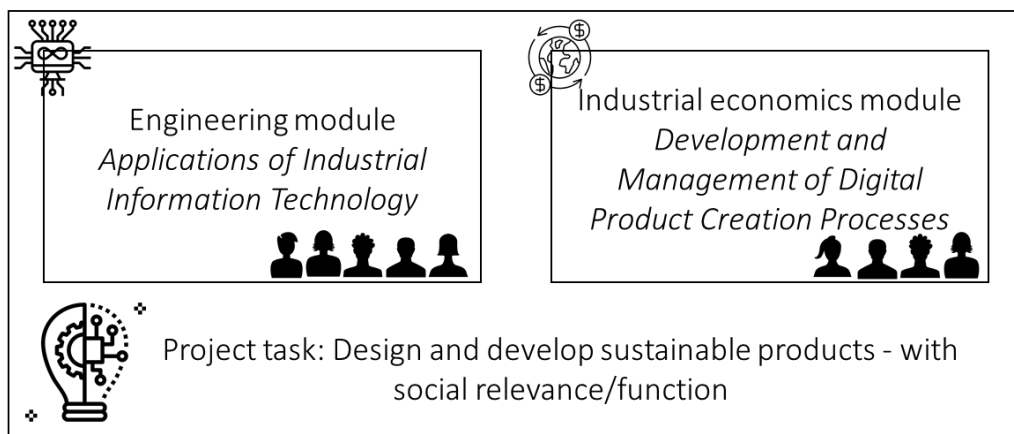 Engineering module
Applications of Industrial
Information Technology
$
$
Industrial economics module
Development and
Management of Digital
Product Creation Processes
Project task: Design and develop sustainable products - with
social relevance/function